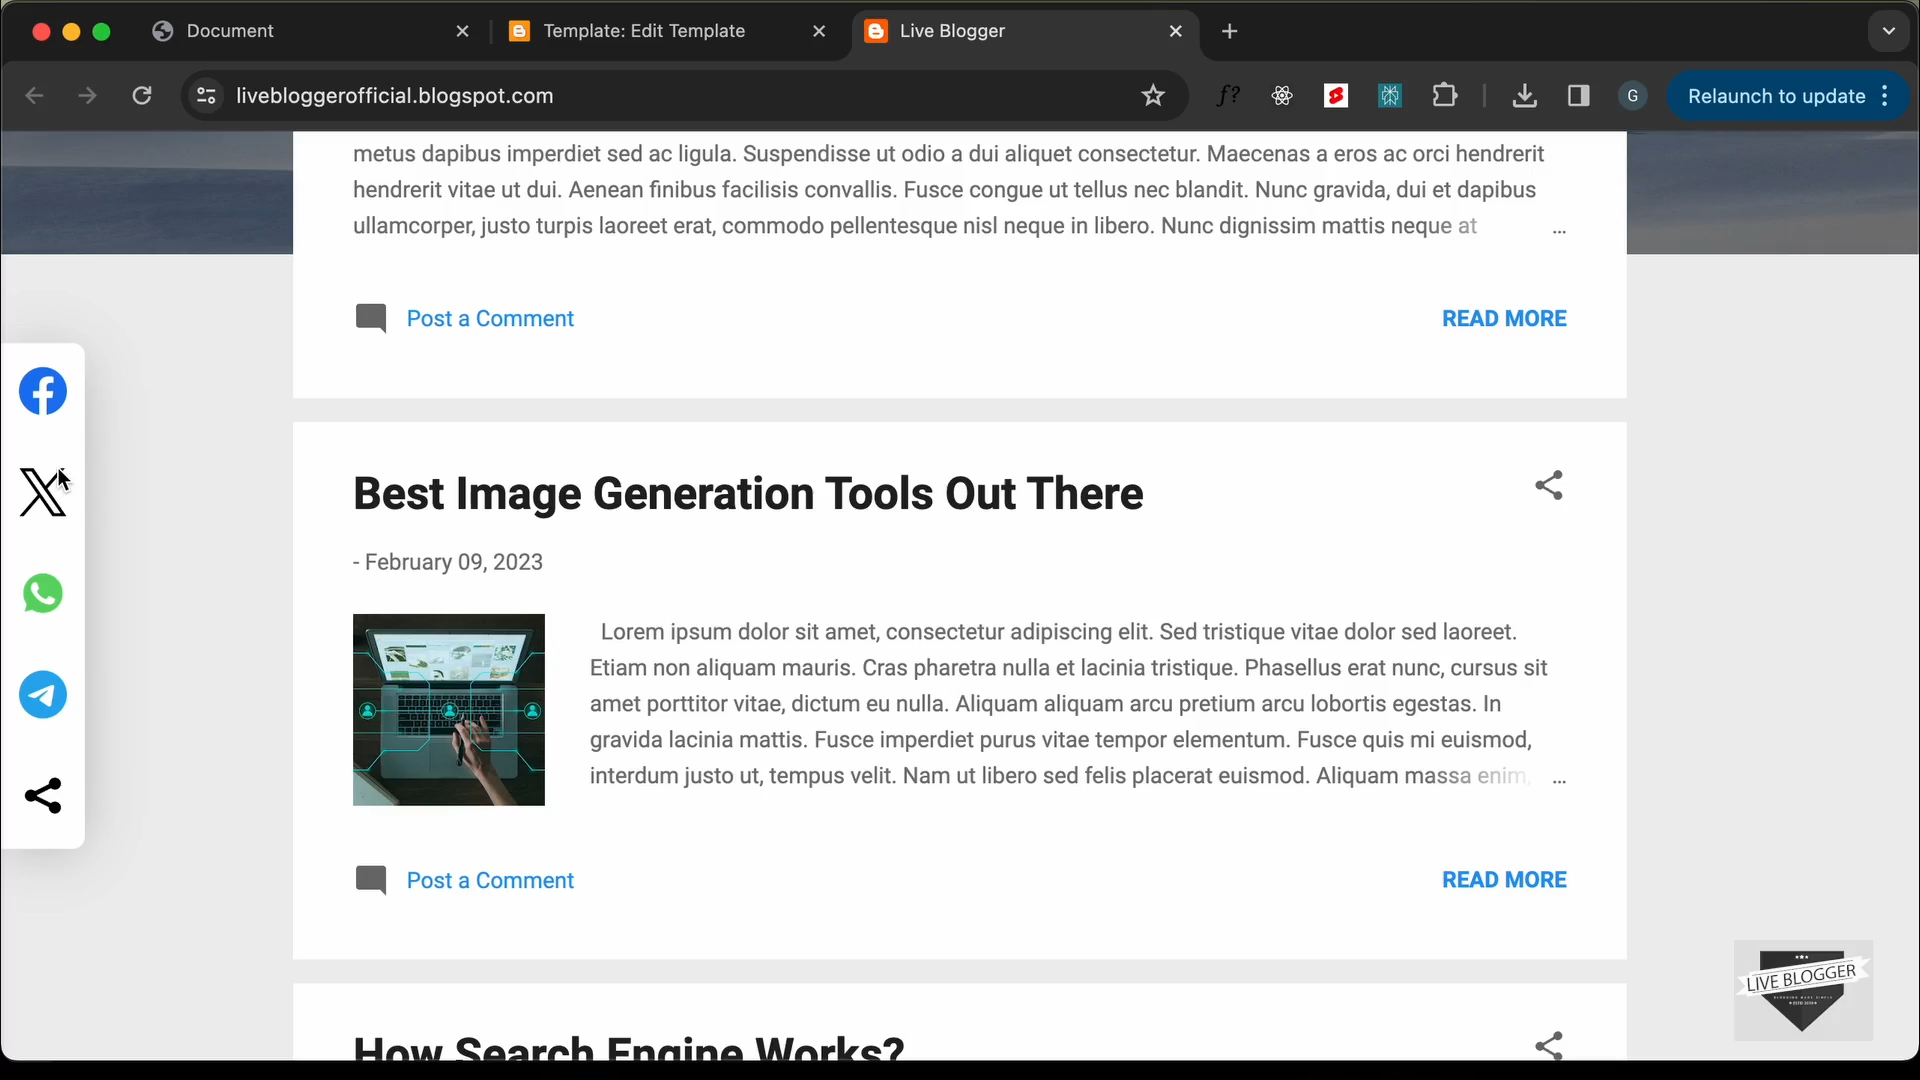 Document
Template: Edit Template
Live Blogger
livebloggerofficial.blogspot.com
f?
G
Relaunch to update
metus dapibus imperdiet sed ac ligula. Suspendisse ut odio a dui aliquet consectetur. Maecenas a eros ac orci hendrerit
hendrerit vitae ut dui. Aenean finibus facilisis convallis. Fusce congue ut tellus nec blandit. Nunc gravida, dui et dapibus
ullamcorper, justo turpis laoreet erat, commodo pellentesque nisl neque in libero. Nunc dignissim mattis neque at ...
Post a Comment
READ MORE
Best Image Generation Tools Out There
- February 09, 2023
Lorem ipsum dolor sit amet, consectetur adipiscing elit. Sed tristique vitae dolor sed laoreet.
Etiam non aliquam mauris. Cras pharetra nulla et lacinia tristique. Phasellus erat nunc, cursus sit
amet porttitor vitae, dictum eu nulla. Aliquam aliquam arcu pretium arcu lobortis egestas. In
gravida lacinia mattis. Fusce imperdiet purus vitae tempor elementum. Fusce quis mi euismod,
interdum justo ut, tempus velit. Nam ut libero sed felis placerat euismod. Aliquam massa enim, ...
Post a Comment
READ MORE
LIVE BLOGGER
How Search Engine Works?